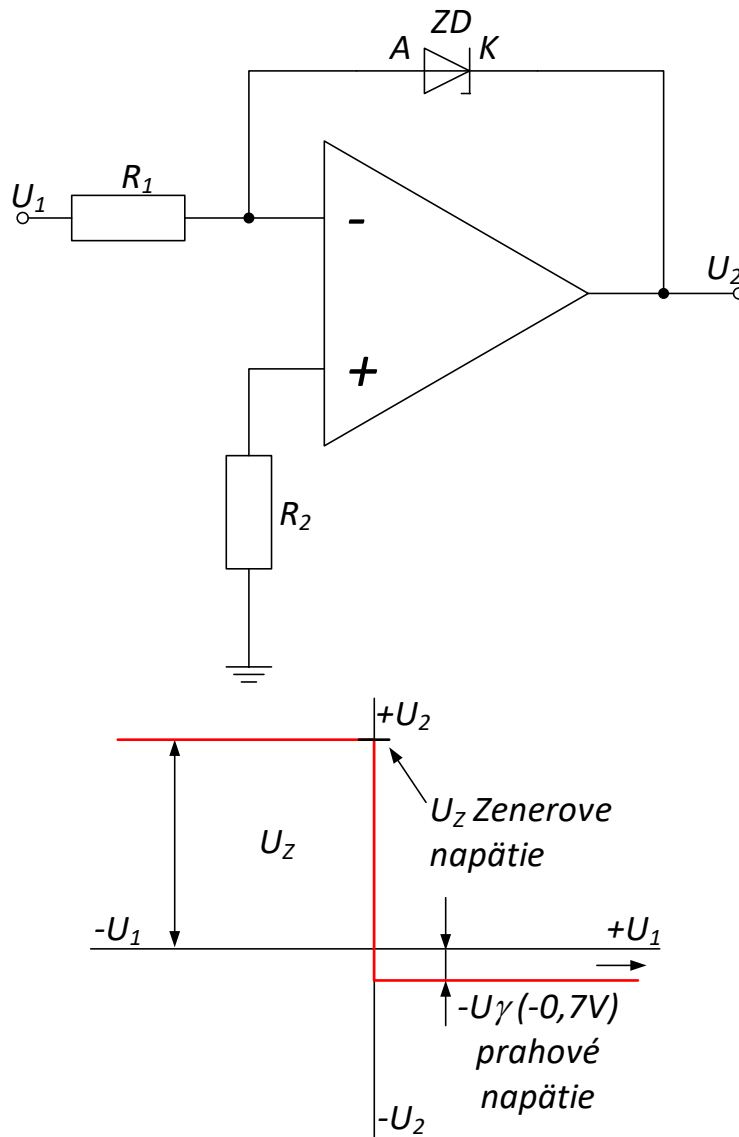 ZD
A
K
U1
R1
-
U2
+
R2
+U2
UZ Zenerove
napätie
UZ
-U1
+U1
-Uγ (-0,7V)
prahové
napätie
-U2